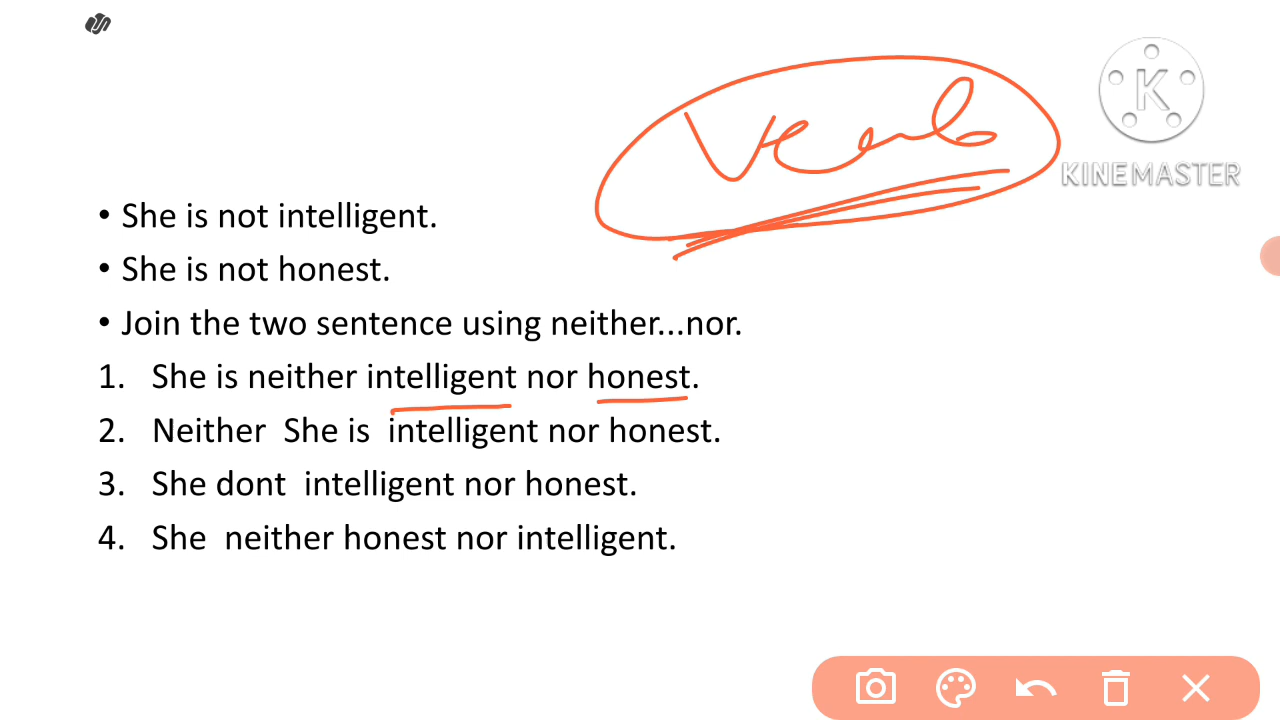 Verb
K
KINEMASTER
• She is not intelligent.
• She is not honest.
• Join the two sentence using neither...nor.
1. She is neither intelligent nor honest.
2. Neither She is intelligent nor honest.
3. She dont intelligent nor honest.
4. She neither honest nor intelligent.